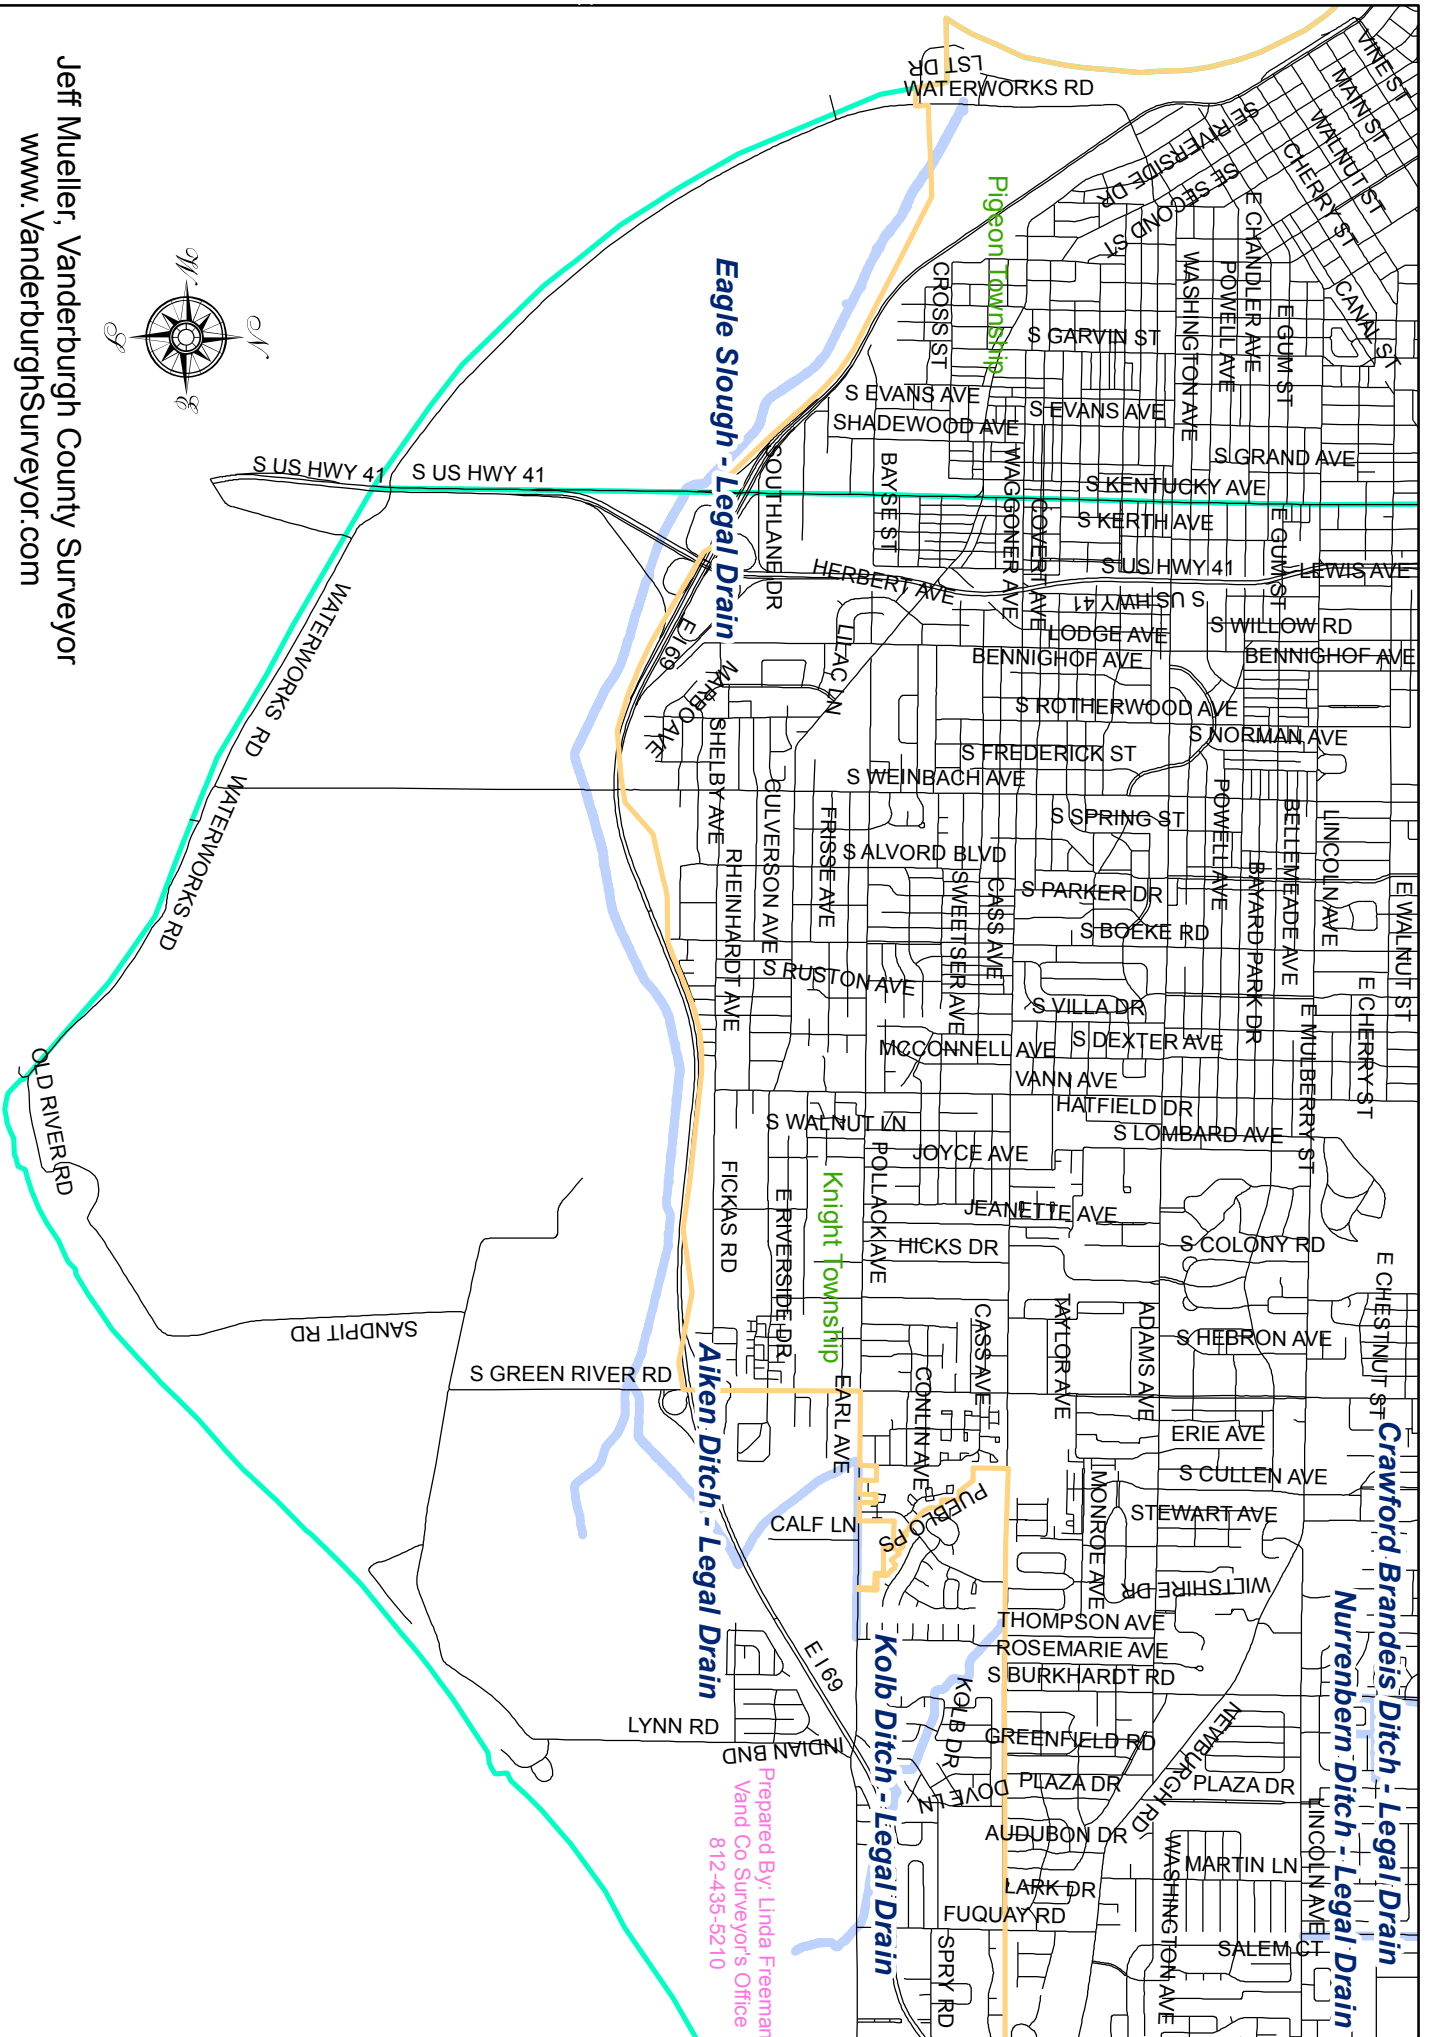 Jeff Mueller, Vanderburgh County Surveyor
www.VanderburghSurveyor.com
N
W
E
S
Prepared By: Linda Freeman
Vand Co Surveyor's Office
812-435-5210
Pigeon Township
Knight Township
Eagle Slough - Legal Drain
Aiken Ditch - Legal Drain
Kolb Ditch - Legal Drain
Crawford Brandeis Ditch - Legal Drain
Nurrenbern Ditch - Legal Drain
LST DR
WATERWORKS RD
VINE ST
MAIN ST
WALNUT ST
CHERRY ST
SE RIVERSIDE DR
SE SECOND ST
E CHANDLER AVE
POWELL AVE
WASHINGTON AVE
E GUM ST
CANAL ST
CROSS ST
S GARVIN ST
S EVANS AVE
S EVANS AVE
SHADEWOOD AVE
S GRAND AVE
S US HWY 41
S US HWY 41
SOUTHLANE DR
BAYSE ST
WAGGONER AVE
COVERT AVE
S KENTUCKY AVE
S KERTH AVE
E GUM ST
HERBERT AVE
S US HWY 41
LEWIS AVE
S US HWY 41
LODGE AVE
S WILLOW RD
BENNIGHOF AVE
BENNIGHOF AVE
E I 69
MARBO AVE
LILAC LN
WATERWORKS RD
S ROTHERWOOD AVE
S NORMAN AVE
S FREDERICK ST
S WEINBACH AVE
SHELBY AVE
CULVERSON AVE
FRISSE AVE
S SPRING ST
POWELL AVE
BELLEMEADE AVE
LINCOLN AVE
WATERWORKS RD
S ALVORD BLVD
RHEINHARDT AVE
SWEETSER AVE
CASS AVE
S PARKER DR
BAYARD PARK DR
E WALNUT ST
S BOEKE RD
S RUSTON AVE
S VILLA DR
E CHERRY ST
E MULBERRY ST
MCCONNELL AVE
S DEXTER AVE
VANN AVE
OLD RIVER RD
HATFIELD DR
S WALNUT LN
S LOMBARD AVE
JOYCE AVE
POLLACK AVE
FICKAS RD
E RIVERSIDE DR
JEANETTE AVE
HICKS DR
S COLONY RD
E CHESTNUT ST
SANDPIT RD
CASS AVE
TAYLOR AVE
ADAMS AVE
S HEBRON AVE
S GREEN RIVER RD
EARL AVE
CONLIN AVE
ERIE AVE
S CULLEN AVE
PUEBLO PS
MONROE AVE
STEWART AVE
CALF LN
WILTSHIRE DR
THOMPSON AVE
ROSEMARIE AVE
S BURKHARDT RD
E I 69
LYNN RD
INDIAN BND
KOLB DR
GREENFIELD RD
NEWBURGH RD
DOVE LN
PLAZA DR
PLAZA DR
AUDUBON DR
LINCOLN AVE
WASHINGTON AVE
MARTIN LN
LARK DR
FUQUAY RD
SPRY RD
SALEM CT